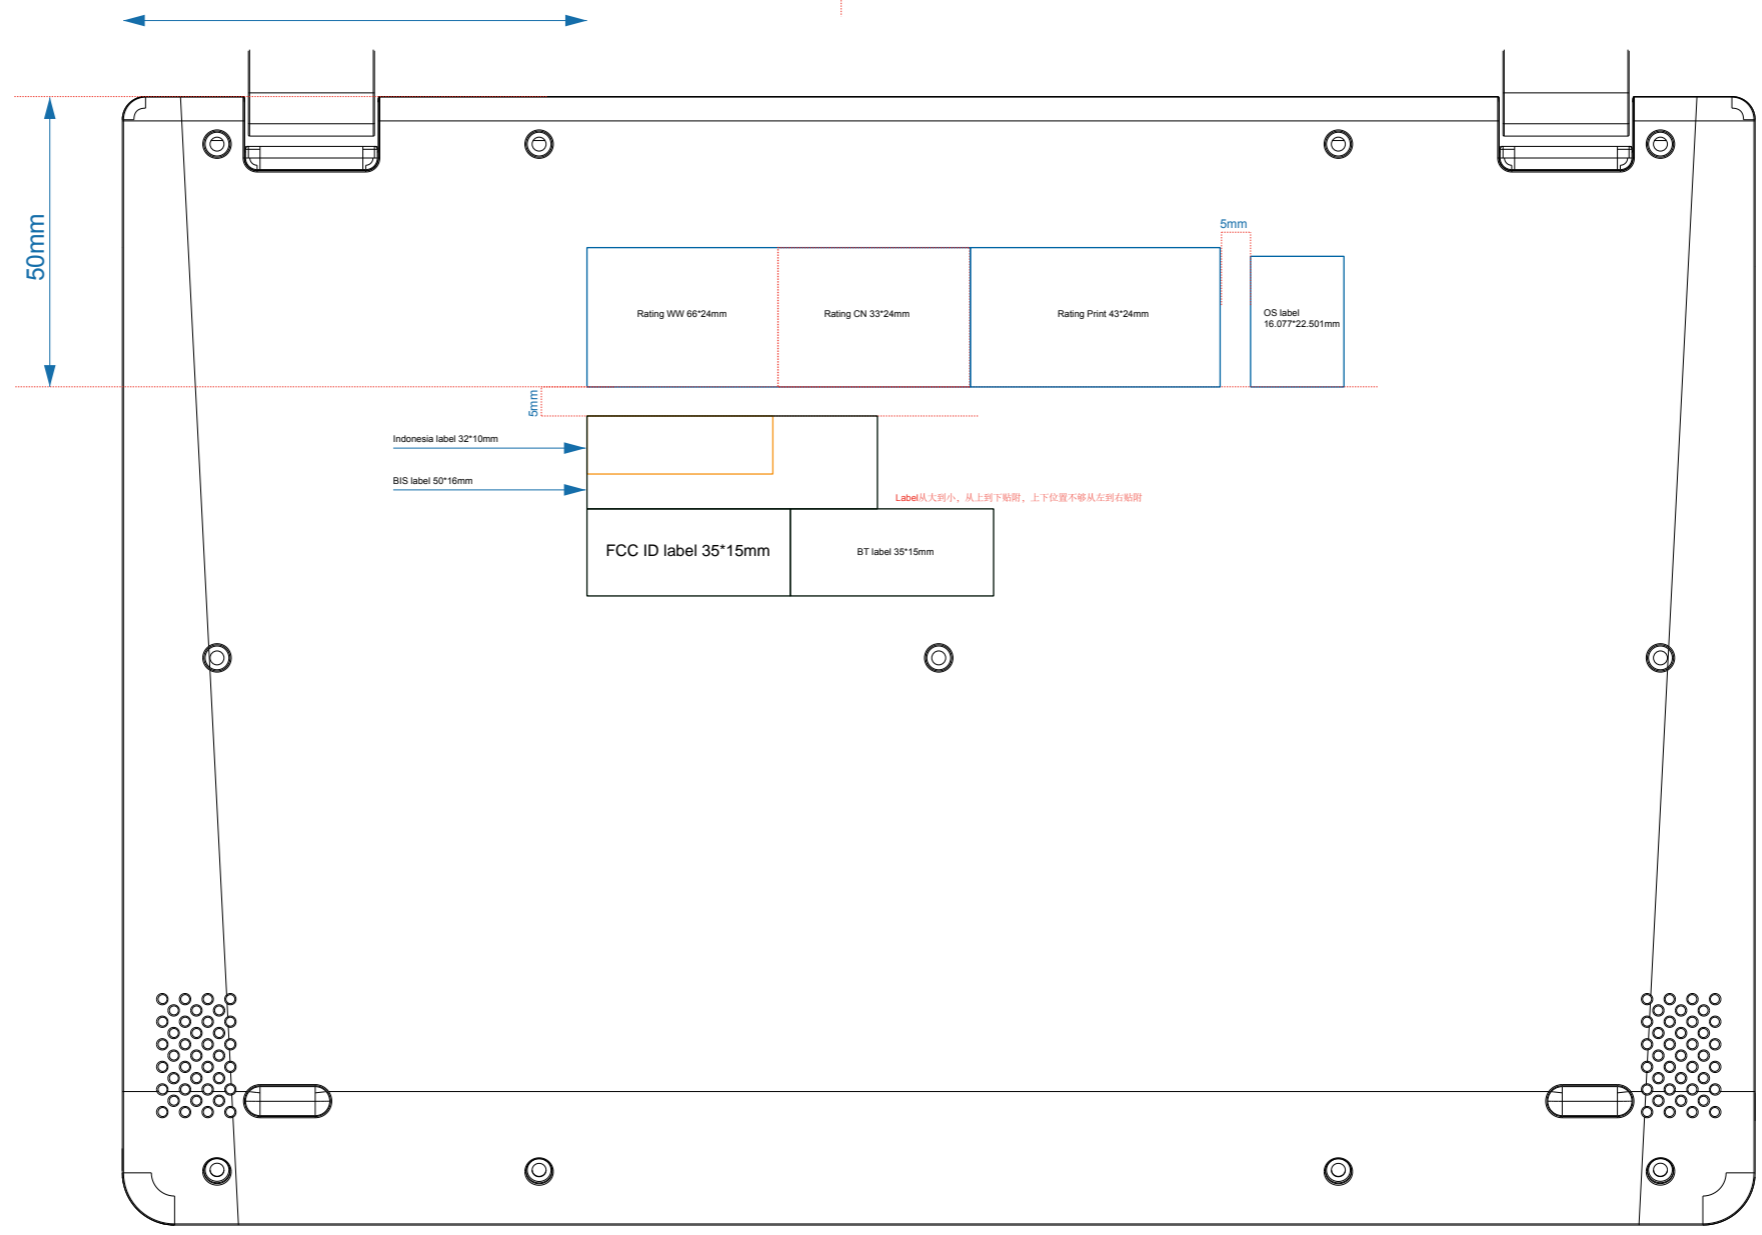 5mm
50mm
Rating WW 66*24mm
Rating CN 33*24mm
Rating Print 43*24mm
OS label
16.077*22.501mm
5mm
Indonesia label 32*10mm
BIS label 50*16mm
Label从大到小，从上到下贴附，上下位置不够从左到右贴附
FCC ID label 35*15mm
BT label 35*15mm